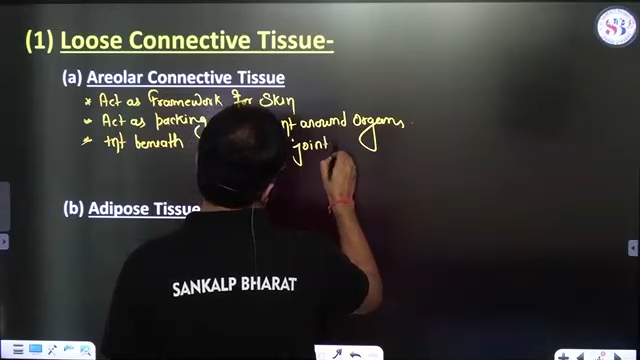 (1) Loose Connective Tissue-
(a) Areolar Connective Tissue
* Act as Framework for Skin
* Act as packing around Organs
* beneath joint
(b) Adipose Tissue
SANKALP BHARAT
SB